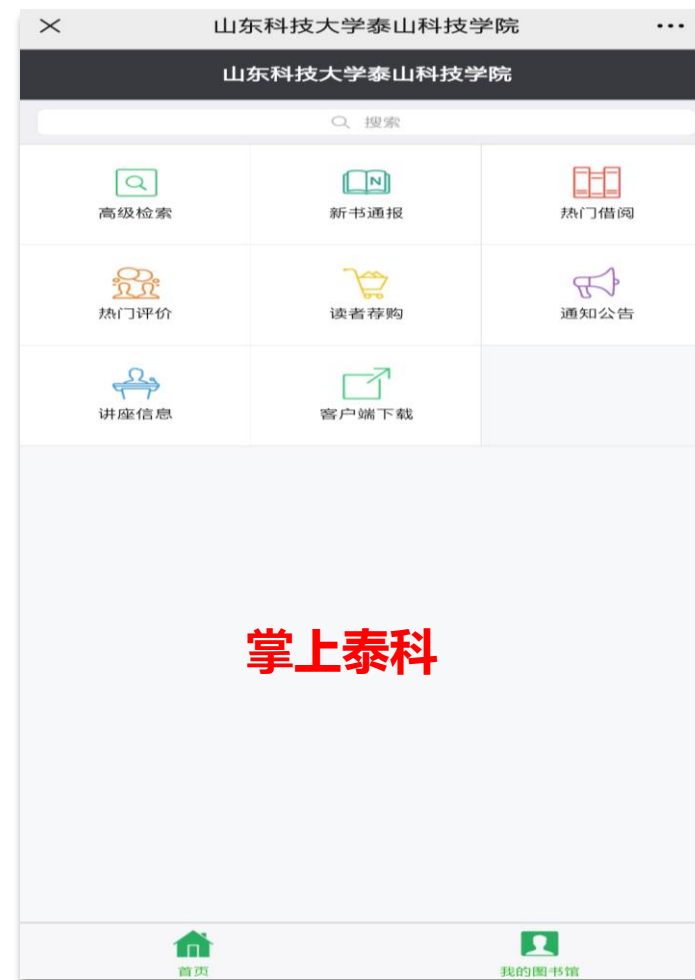 山东科技大学泰山科技学院
山东科技大学泰山科技学院
搜索
高级检索 新书通报 热门借阅
热门评价 读者荐购 通知公告
讲座信息 客户端下载
掌上泰科
首页 我的图书馆